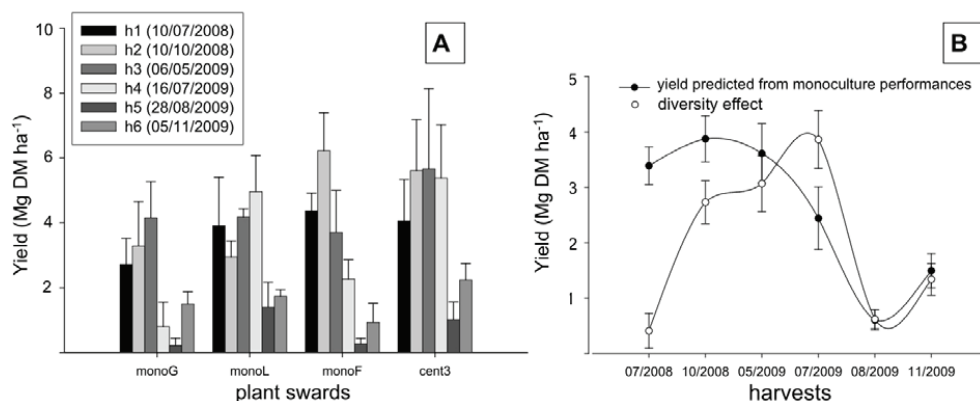 10
8
6
4
2
Yield (Mg DM ha⁻¹)
h1 (10/07/2008)
h2 (10/10/2008)
h3 (06/05/2009)
h4 (16/07/2009)
h5 (28/08/2009)
h6 (05/11/2009)
A
monoG monoL monoF cent3
plant swards
B
5
4
3
2
1
0
Yield (Mg DM ha⁻¹)
yield predicted from monoculture performances
diversity effect
07/2008 10/2008 05/2009 07/2009 08/2009 11/2009
harvests